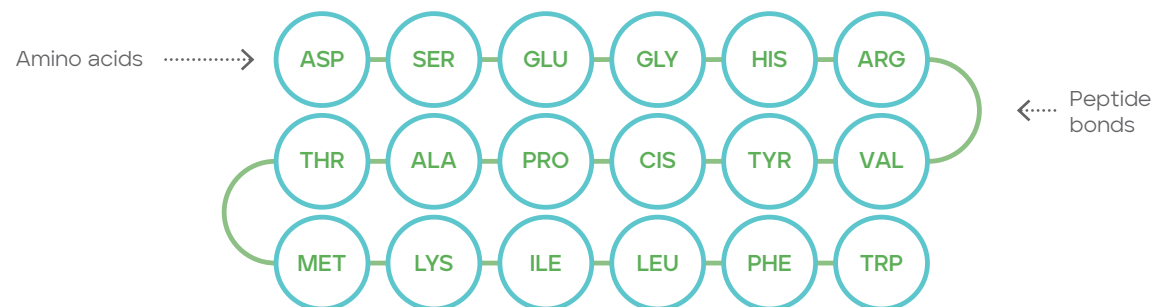 Amino acids
ASP SER GLU GLY HIS ARG
Peptide
bonds
THR ALA PRO CIS TYR VAL
MET LYS ILE LEU PHE TRP